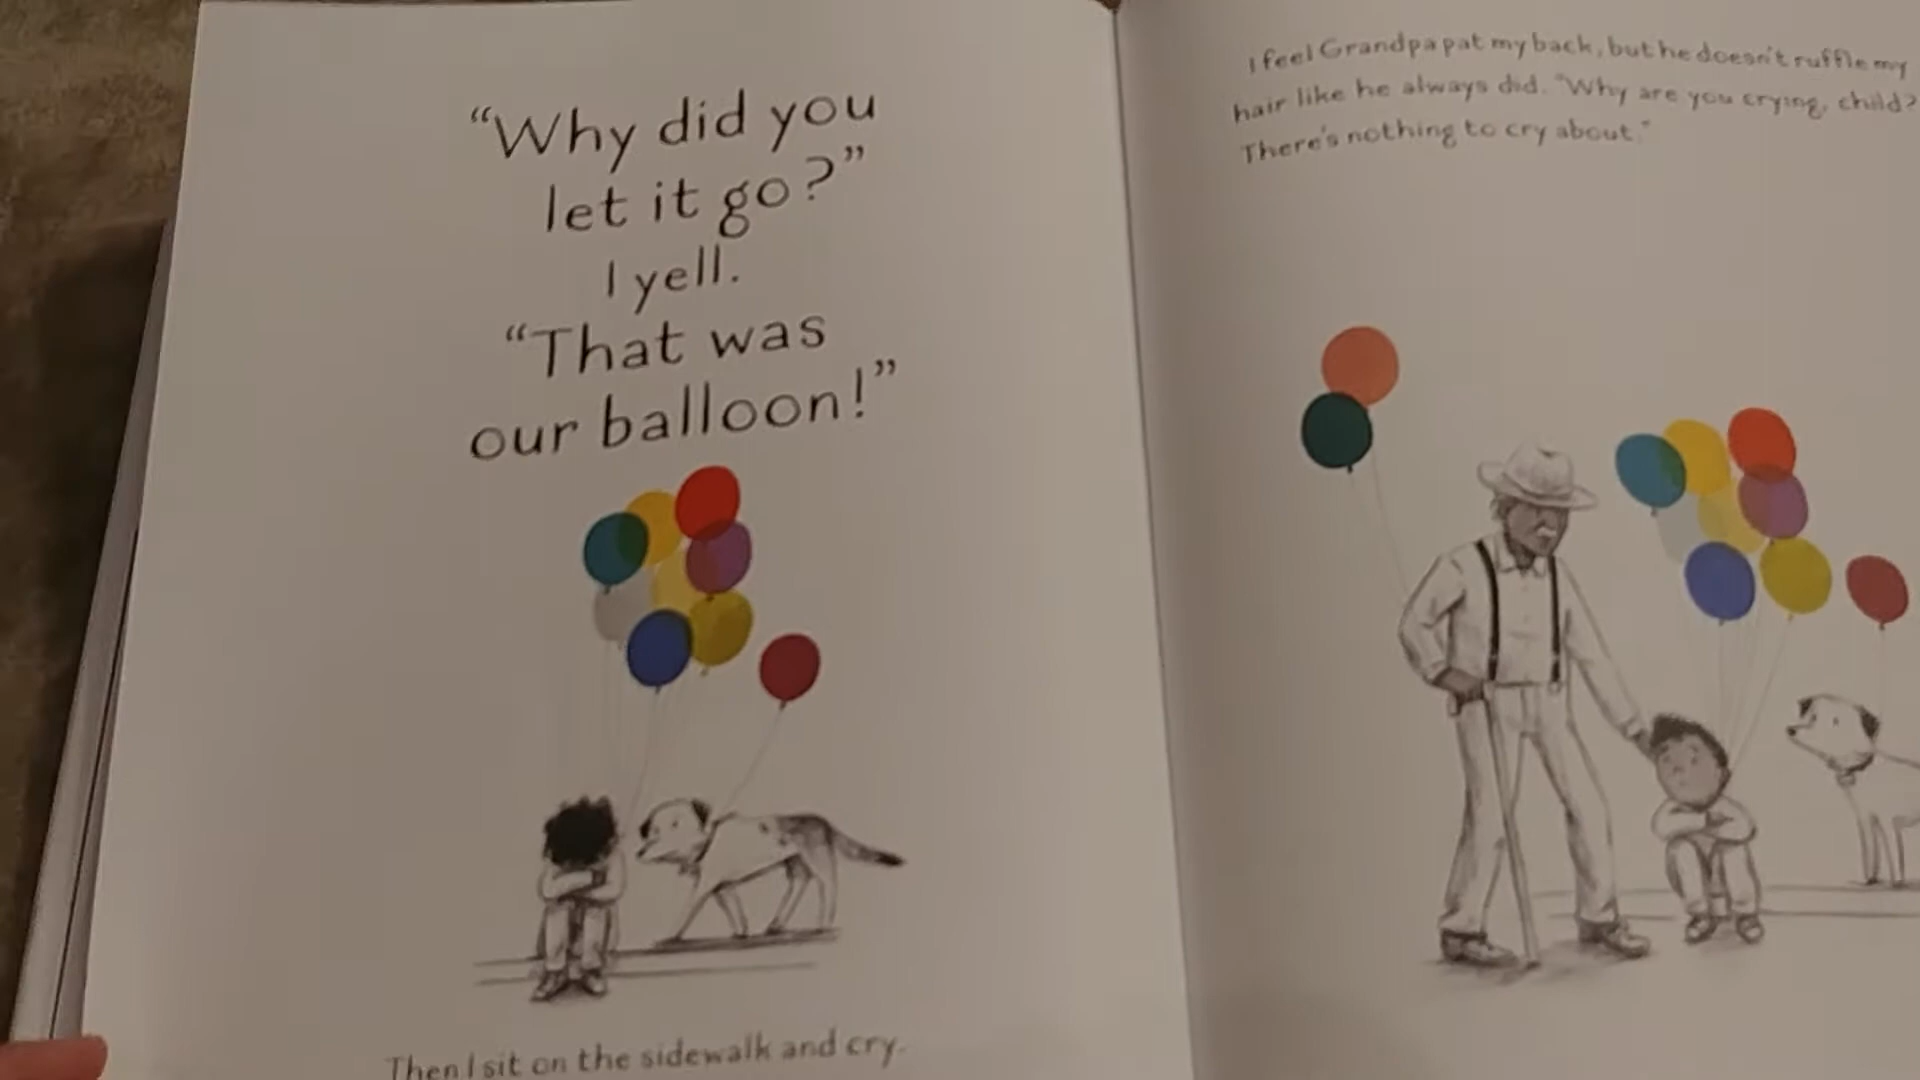 “Why did you
let it go?”
I yell.
“That was
our balloon!”
Then I sit on the sidewalk and cry.
I feel Grandpa pat my back, but he doesn't ruffle my
hair like he always did. “Why are you crying, child?
There's nothing to cry about.”